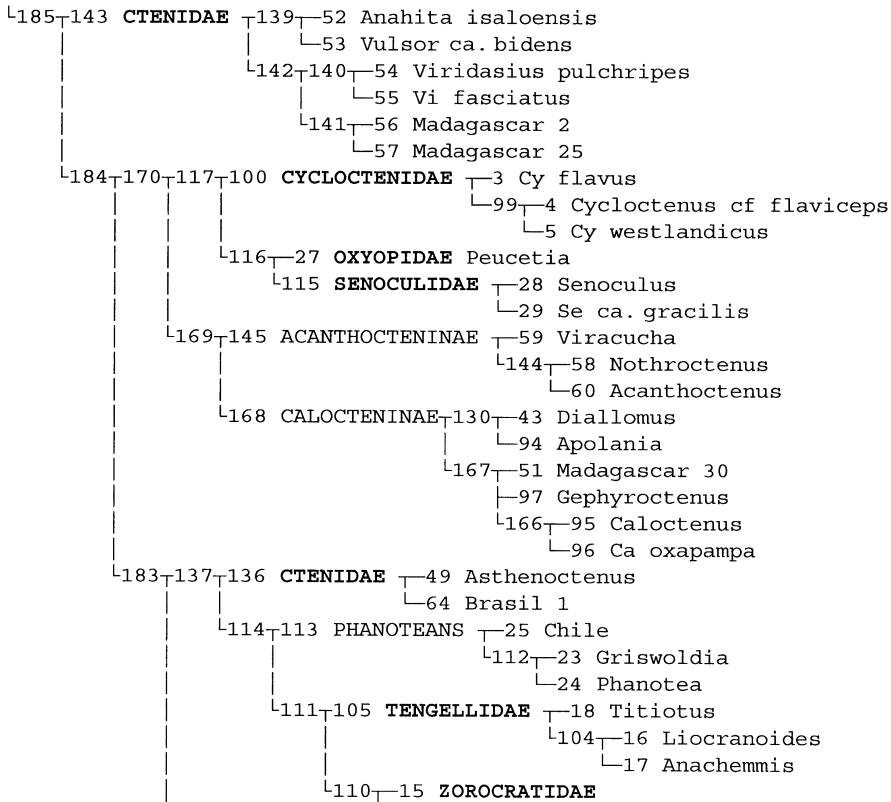 └185┬143 CTENIDAE ┬139┬─52 Anahita isaloensis
└─53 Vulsor ca. bidens
└142┬140┬─54 Viridasius pulchripes
└─55 Vi fasciatus
└141┬─56 Madagascar 2
└─57 Madagascar 25
└184┬170┬117┬100 CYCLOCTENIDAE ┬─3 Cy flavus
└─99┬─4 Cycloctenus cf flaviceps
└─5 Cy westlandicus
└116┬─27 OXYOPIDAE Peucetia
└115 SENOCULIDAE ┬─28 Senoculus
└─29 Se ca. gracilis
└169┬145 ACANTHOCTENINAE ┬─59 Viracucha
└144┬─58 Nothroctenus
└─60 Acanthoctenus
└168 CALOCTENINAE┬130┬─43 Diallomus
└─94 Apolania
└167┬─51 Madagascar 30
├─97 Gephyroctenus
└166┬─95 Caloctenus
└─96 Ca oxapampa
└183┬137┬136 CTENIDAE ┬─49 Asthenoctenus
└─64 Brasil 1
└114┬113 PHANOTEANS ┬─25 Chile
└112┬─23 Griswoldia
└─24 Phanotea
└111┬105 TENGELLIDAE ┬─18 Titiotus
└104┬─16 Liocranoides
└─17 Anachemmis
└110┬─15 ZOROCRATIDAE